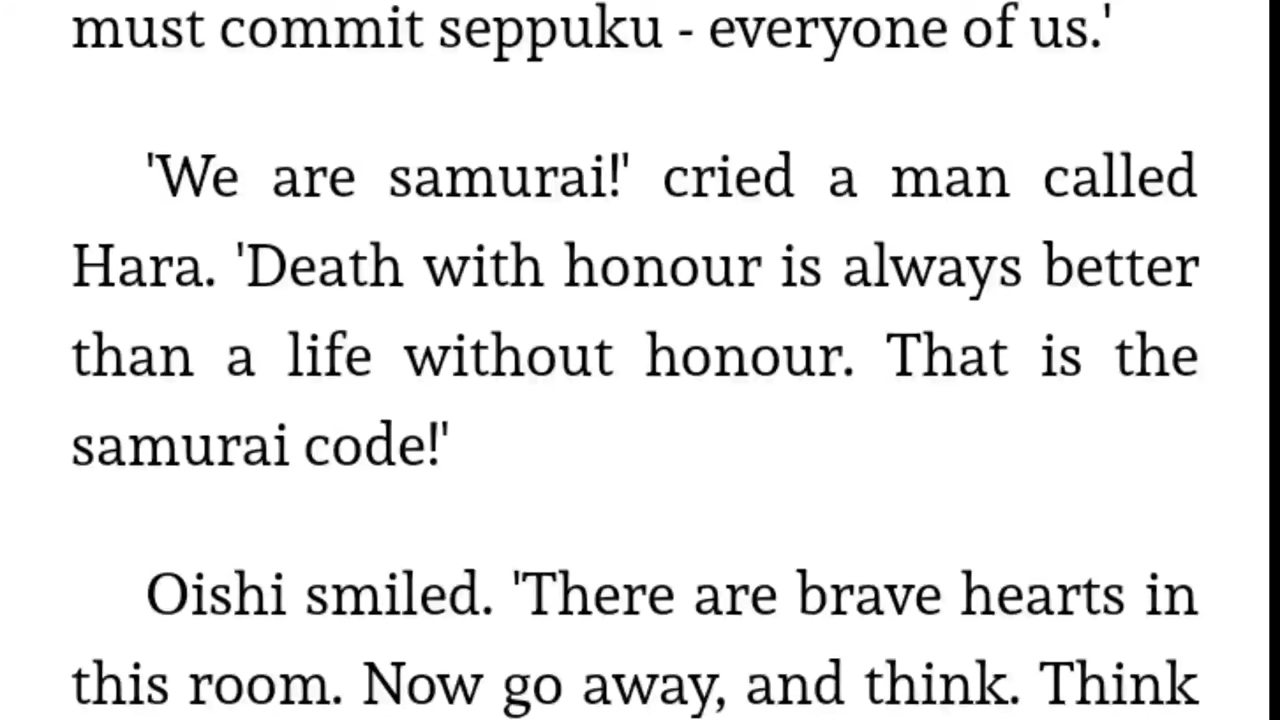 must commit seppuku - everyone of us.'
'We are samurai!' cried a man called
Hara. 'Death with honour is always better
than a life without honour. That is the
samurai code!'
Oishi smiled. 'There are brave hearts in
this room. Now go away, and think. Think